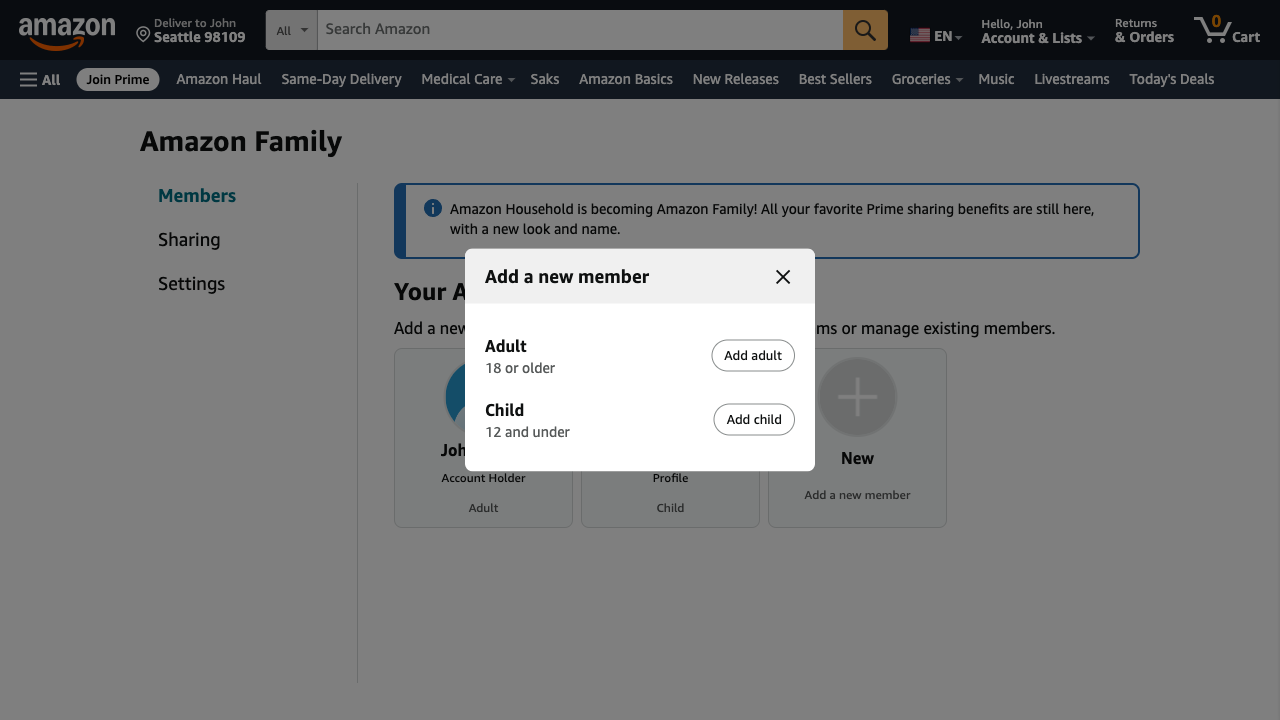 amazon
Deliver to John
Seattle 98109
All
Search Amazon
EN
Hello, John
Account & Lists
Returns
& Orders
0
Cart
All
Join Prime
Amazon Haul
Same-Day Delivery
Medical Care
Saks
Amazon Basics
New Releases
Best Sellers
Groceries
Music
Livestreams
Today's Deals
Amazon Family
Members
Sharing
Settings
Amazon Household is becoming Amazon Family! All your favorite Prime sharing benefits are still here,
with a new look and name.
Your A
Add a new
ms or manage existing members.
Add a new member
Adult
18 or older
Add adult
Child
12 and under
Add child
Joh
Account Holder
Adult
Profile
Child
New
Add a new member